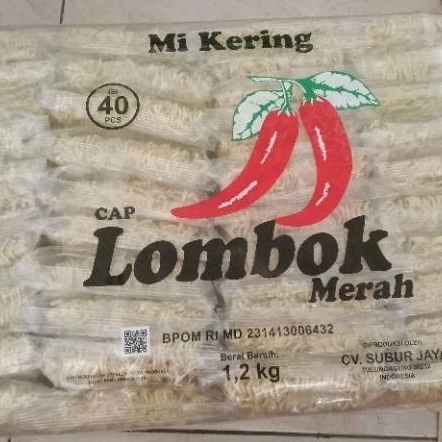 Mi Kering
ISI
40
PCS
CAP
Lombok
Merah
BPOM RI MD 231413006432
Berat Bersih:
1,2 kg
DIPRODUKSI OLEH
CV. SUBUR JAYA
TULUNGAGUNG
INDONESIA